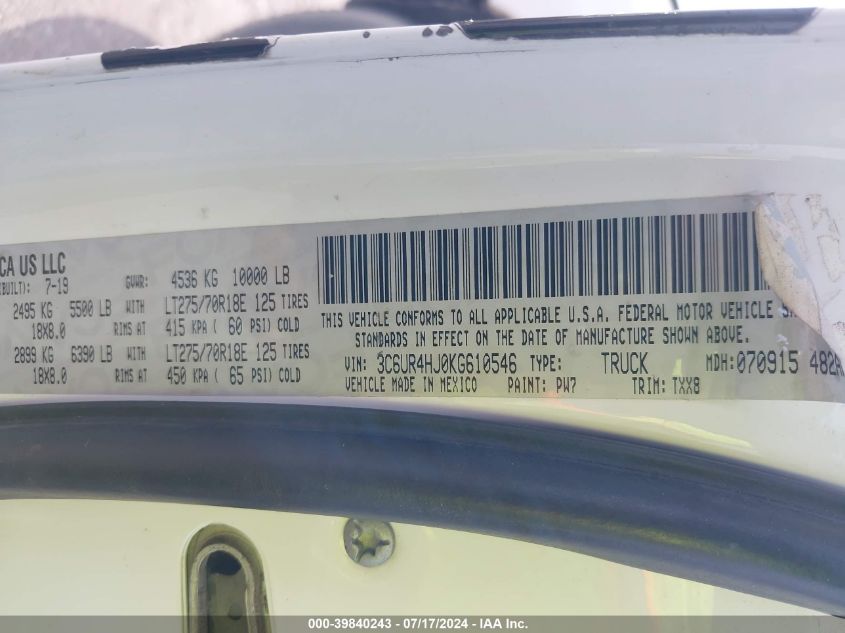 CA US LLC
BUILT): 7-19 GVWR: 4536 KG 10000 LB
2495 KG 5500 LB WITH LT275/70R18E 125 TIRES
18X8.0 RIMS AT 415 KPA ( 60 PSI) COLD
2899 KG 6390 LB WITH LT275/70R18E 125 TIRES
18X8.0 RIMS AT 450 KPA ( 65 PSI) COLD
THIS VEHICLE CONFORMS TO ALL APPLICABLE U.S.A. FEDERAL MOTOR VEHICLE
STANDARDS IN EFFECT ON THE DATE OF MANUFACTURE SHOWN ABOVE.
VIN: 3C6UR4HJ0KG610546 TYPE: TRUCK MDH:070915 482A
VEHICLE MADE IN MEXICO PAINT: PW7 TRIM: TXX8
000-39840243 - 07/17/2024 - IAA Inc.